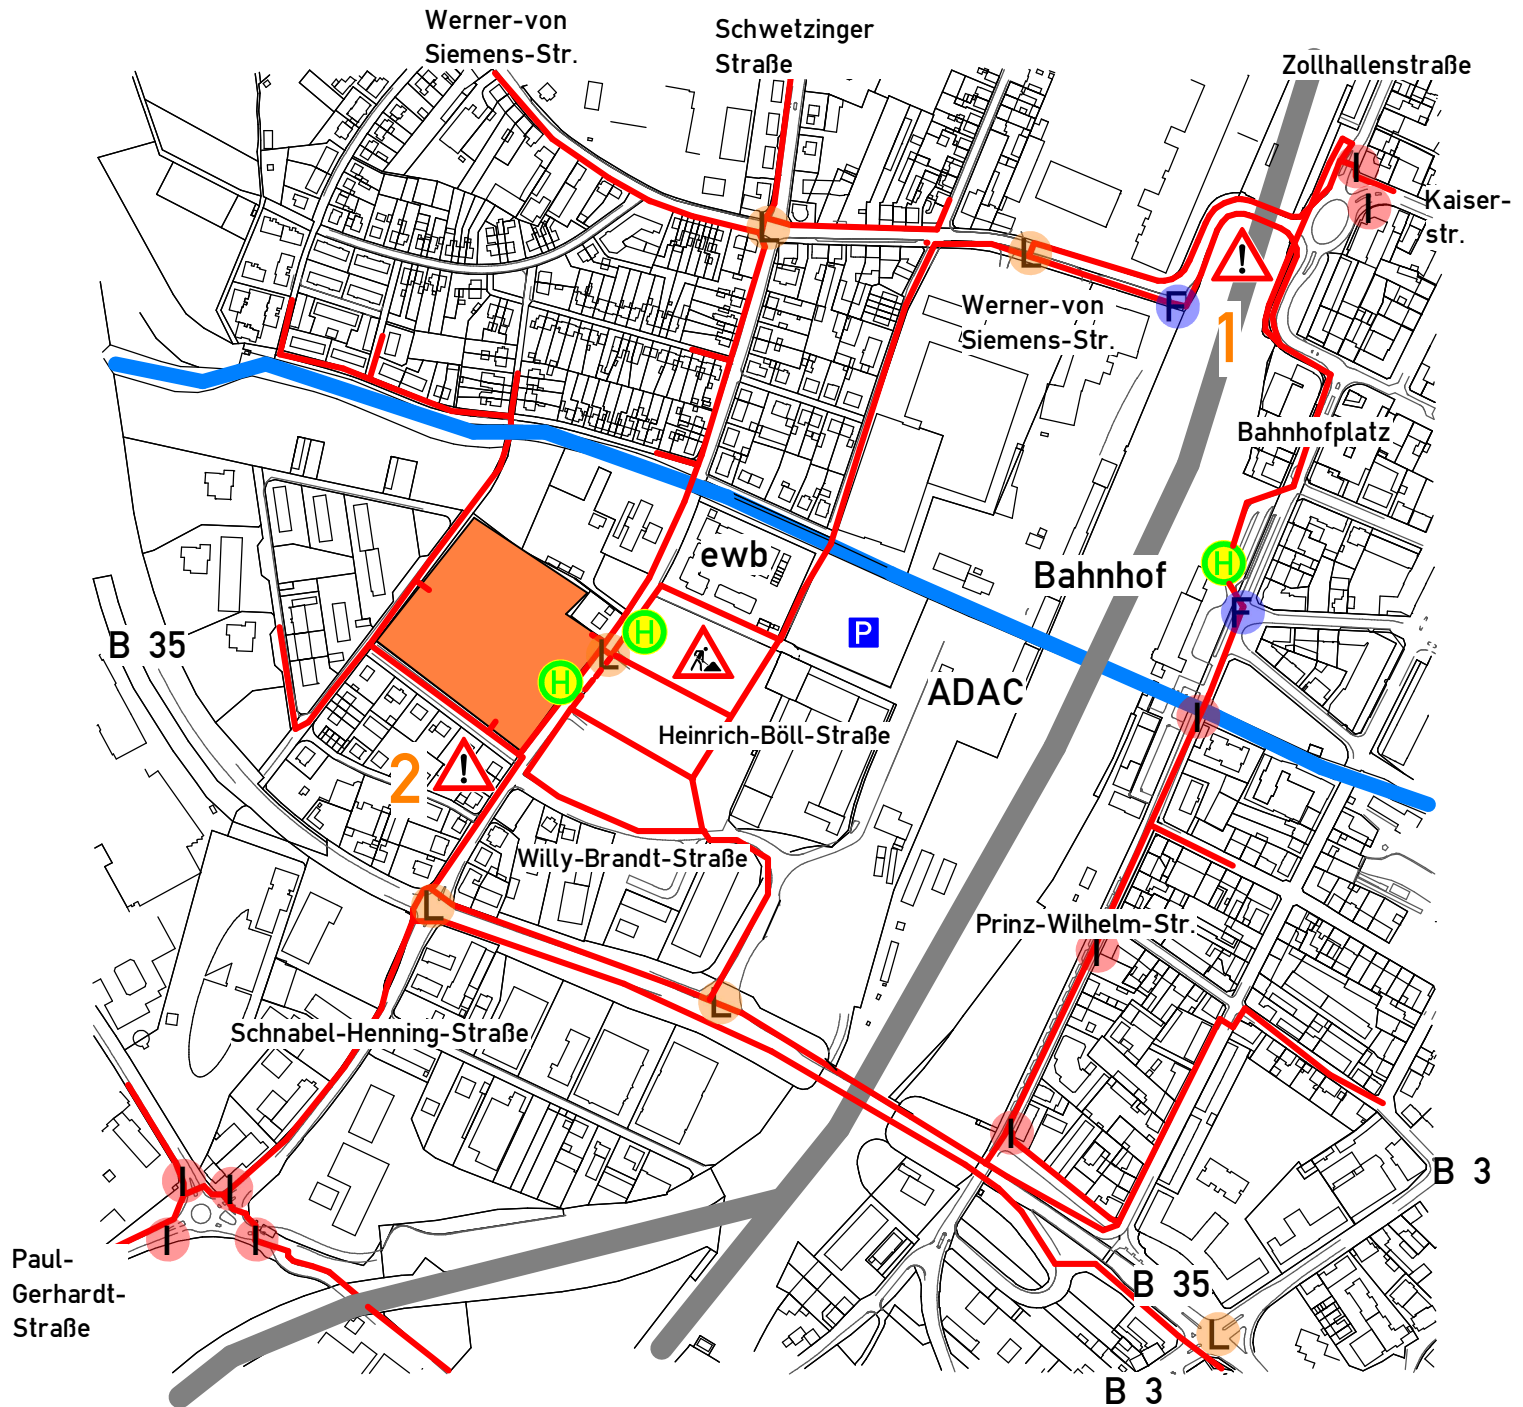 Werner-von
Siemens-Str.
Schwetzinger
Straße
Zollhallenstraße
I
I
Kaiser-
str.
L
L
!
Werner-von
Siemens-Str.
F
1
Bahnhofplatz
ewb
Bahnhof
H
F
B 35
H
L
P
H
ADAC
I
Heinrich-Böll-Straße
2
!
Willy-Brandt-Straße
L
Prinz-Wilhelm-Str.
I
L
Schnabel-Henning-Straße
I
B 3
I
I
I
I
Paul-
Gerhardt-
Straße
B 35
L
B 3